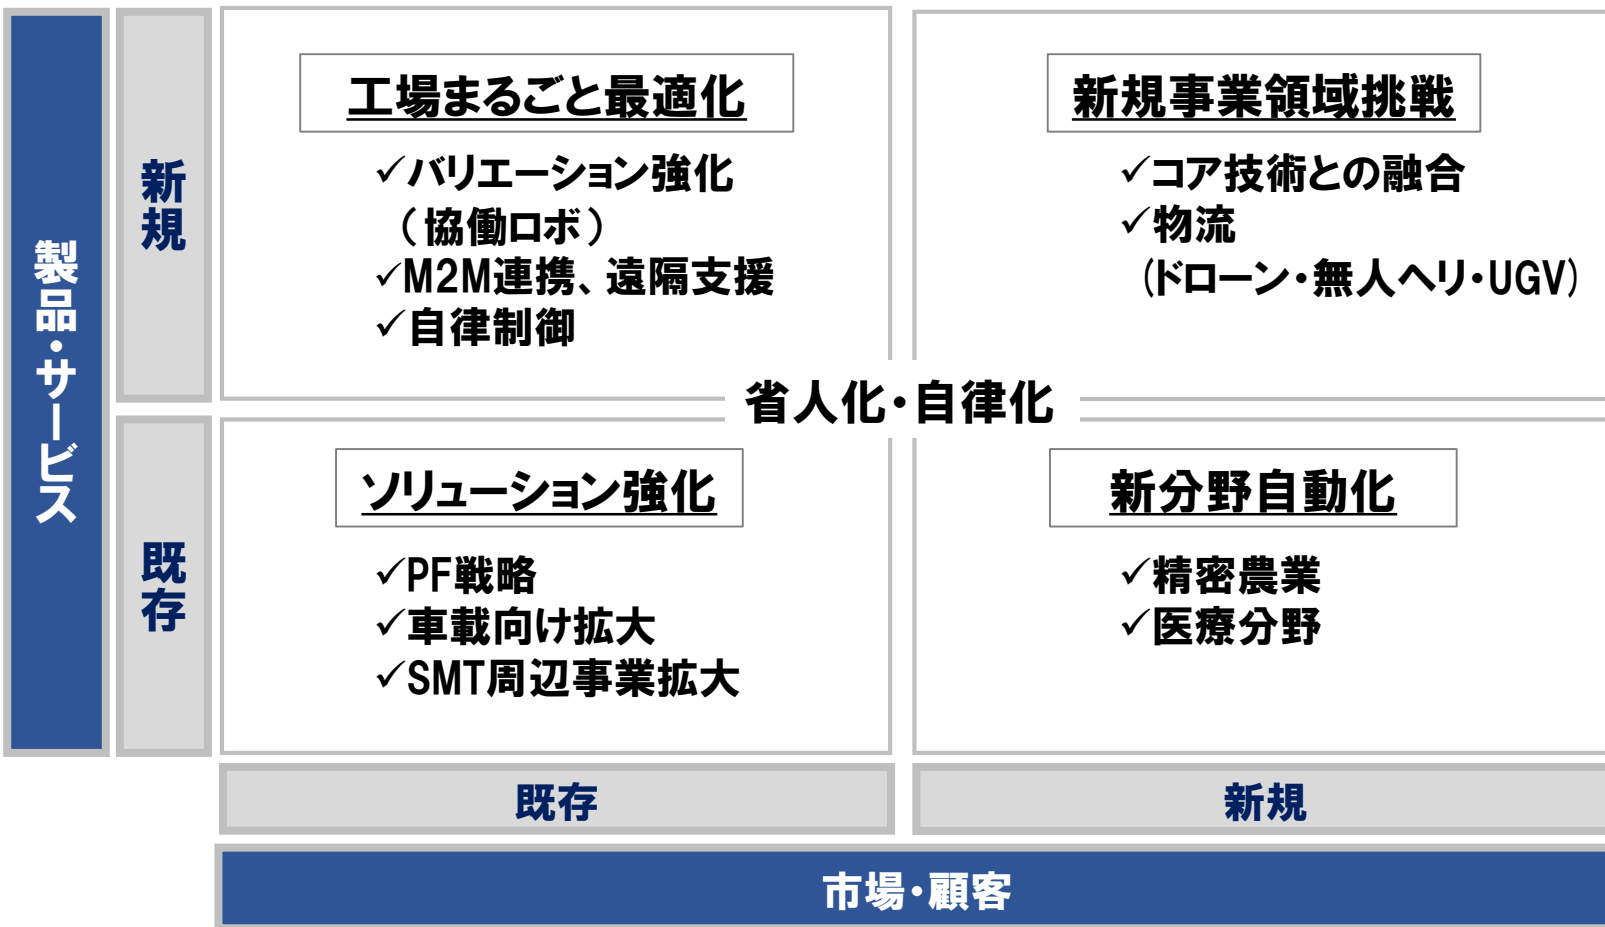 製品・サービス
新規
工場まるごと最適化
✓バリエーション強化
（協働ロボ）
✓M2M連携、遠隔支援
✓自律制御
新規事業領域挑戦
✓コア技術との融合
✓物流
(ドローン・無人ヘリ・UGV)
省人化・自律化
既存
ソリューション強化
✓PF戦略
✓車載向け拡大
✓SMT周辺事業拡大
新分野自動化
✓精密農業
✓医療分野
既存
新規
市場・顧客